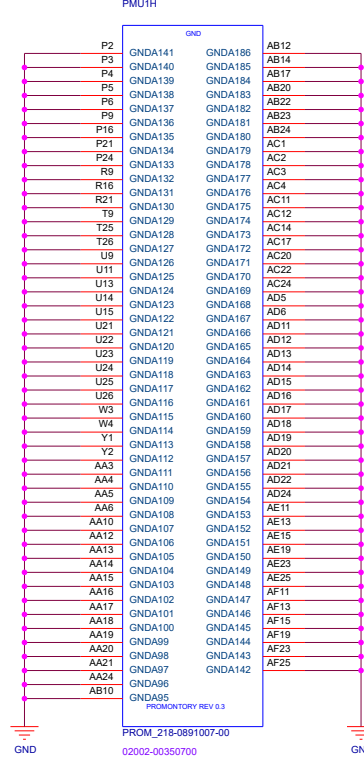 PMU1H
GND
P2 GNDA141 GNDA186 AB12
P3 GNDA140 GNDA185 AB14
P4 GNDA139 GNDA184 AB17
P5 GNDA138 GNDA183 AB20
P6 GNDA137 GNDA182 AB22
P9 GNDA136 GNDA181 AB23
P16 GNDA135 GNDA180 AB24
P21 GNDA134 GNDA179 AC1
P24 GNDA133 GNDA178 AC2
R9 GNDA132 GNDA177 AC3
R16 GNDA131 GNDA176 AC4
R21 GNDA130 GNDA175 AC11
T9 GNDA129 GNDA174 AC12
T25 GNDA128 GNDA173 AC14
T26 GNDA127 GNDA172 AC17
U9 GNDA126 GNDA171 AC20
U11 GNDA125 GNDA170 AC22
U13 GNDA124 GNDA169 AC24
U14 GNDA123 GNDA168 AD5
U15 GNDA122 GNDA167 AD6
U21 GNDA121 GNDA166 AD11
U22 GNDA120 GNDA165 AD12
U23 GNDA119 GNDA164 AD13
U24 GNDA118 GNDA163 AD14
U25 GNDA117 GNDA162 AD15
U26 GNDA116 GNDA161 AD16
W3 GNDA115 GNDA160 AD17
W4 GNDA114 GNDA159 AD18
Y1 GNDA113 GNDA158 AD19
Y2 GNDA112 GNDA157 AD20
AA3 GNDA111 GNDA156 AD21
AA4 GNDA110 GNDA155 AD22
AA5 GNDA109 GNDA154 AD24
AA6 GNDA108 GNDA153 AE11
AA10 GNDA107 GNDA152 AE13
AA12 GNDA106 GNDA151 AE15
AA13 GNDA105 GNDA150 AE19
AA14 GNDA104 GNDA149 AE23
AA15 GNDA103 GNDA148 AE25
AA16 GNDA102 GNDA147 AF11
AA17 GNDA101 GNDA146 AF13
AA18 GNDA100 GNDA145 AF15
AA19 GNDA99 GNDA144 AF19
AA20 GNDA98 GNDA143 AF23
AA21 GNDA97 GNDA142 AF25
AA24 GNDA96
AB10 GNDA95
PROMONTORY REV 0.3
PROM_218-0891007-00
GND 02002-00350700 GN